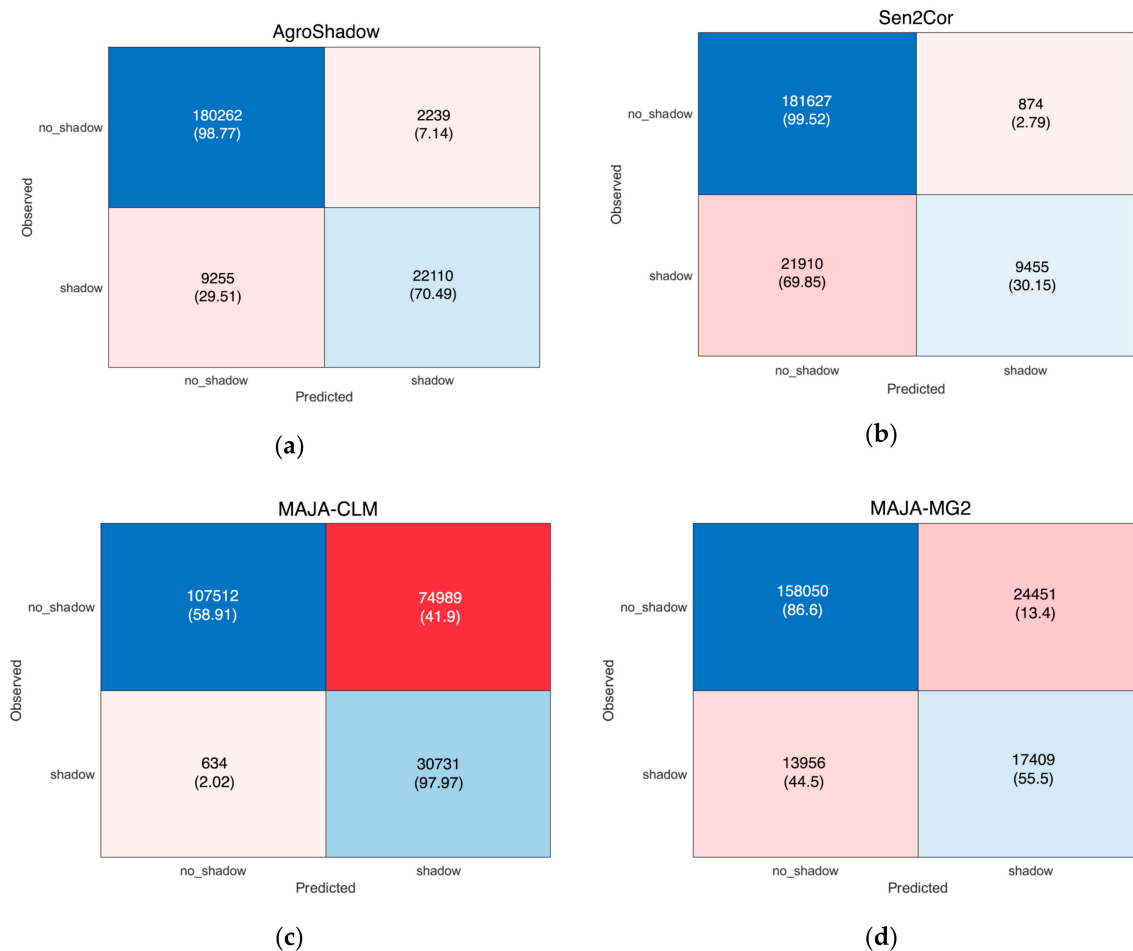 AgroShadow
no_shadow
180262
(98.77)
2239
(7.14)
Observed
shadow
9255
(29.51)
22110
(70.49)
no_shadow
shadow
Predicted
(a)
Sen2Cor
no_shadow
181627
(99.52)
874
(2.79)
Observed
shadow
21910
(69.85)
9455
(30.15)
no_shadow
shadow
Predicted
(b)
MAJA-CLM
no_shadow
107512
(58.91)
74989
(41.9)
Observed
shadow
634
(2.02)
30731
(97.97)
no_shadow
shadow
Predicted
(c)
MAJA-MG2
no_shadow
158050
(86.6)
24451
(13.4)
Observed
shadow
13956
(44.5)
17409
(55.5)
no_shadow
shadow
Predicted
(d)